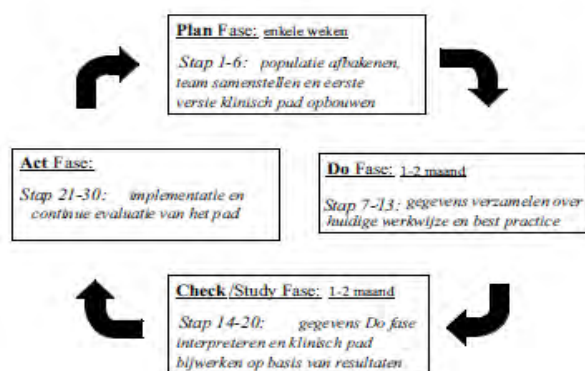 Plan Fase: enkele weken
Stap 1-6: populatie afbakenen,
team samenstellen en eerste
versie klinisch pad opbouwen
Act Fase:
Stap 21-30: implementatie en
continue evaluatie van het pad
Do Fase: 1-2 maand
Stap 7-13: gegevens verzamelen over
huidige werkwijze en best practice
Check /Study Fase: 1-2 maand
Stap 14-20: gegevens Do fase
interpreteren en klinisch pad
bijwerken op basis van resultaten